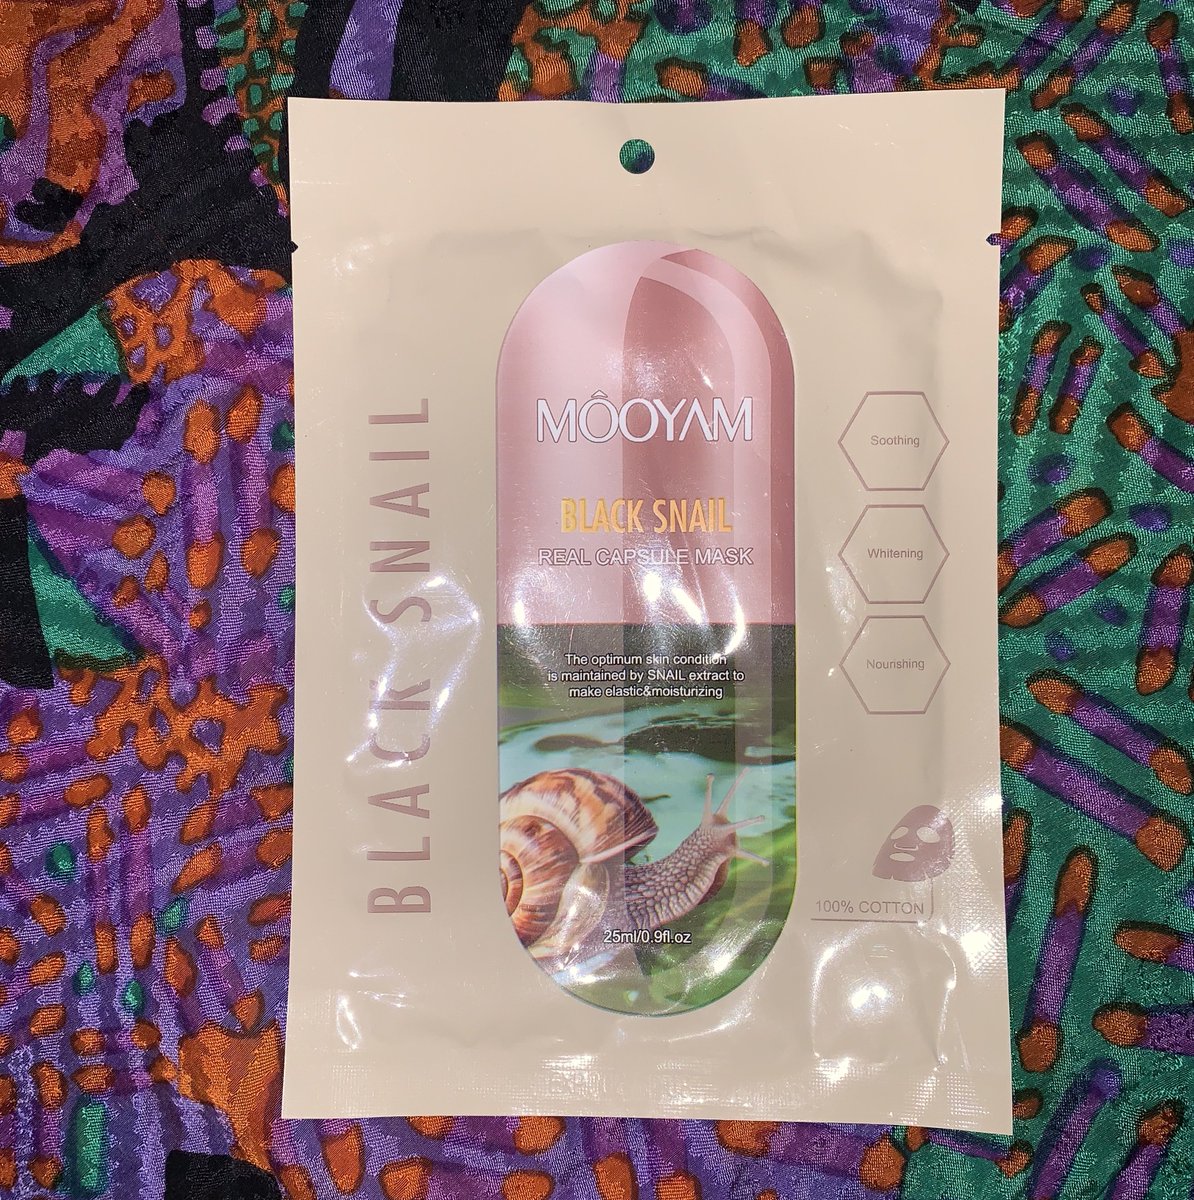 BLACK SNAIL
MÔOYAM
BLACK SNAIL
REAL CAPSULE MASK
The optimum skin condition
is maintained by SNAIL extract to
make elastic&moisturizing
25ml/0.9fl.oz
Soothing
Whitening
Nourishing
100% COTTON